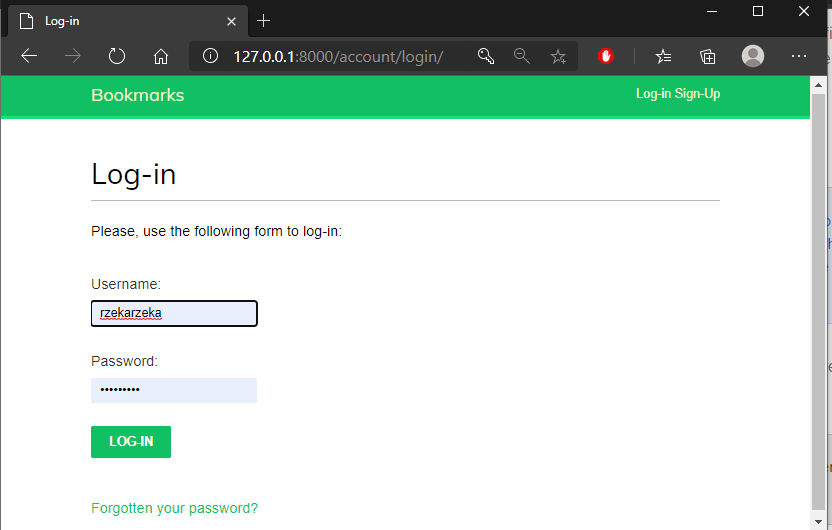 Log-in
127.0.0.1:8000/account/login/
Bookmarks
Log-in Sign-Up
Log-in
Please, use the following form to log-in:
Username:
rzekarzeka
Password:
•••••••••
LOG-IN
Forgotten your password?